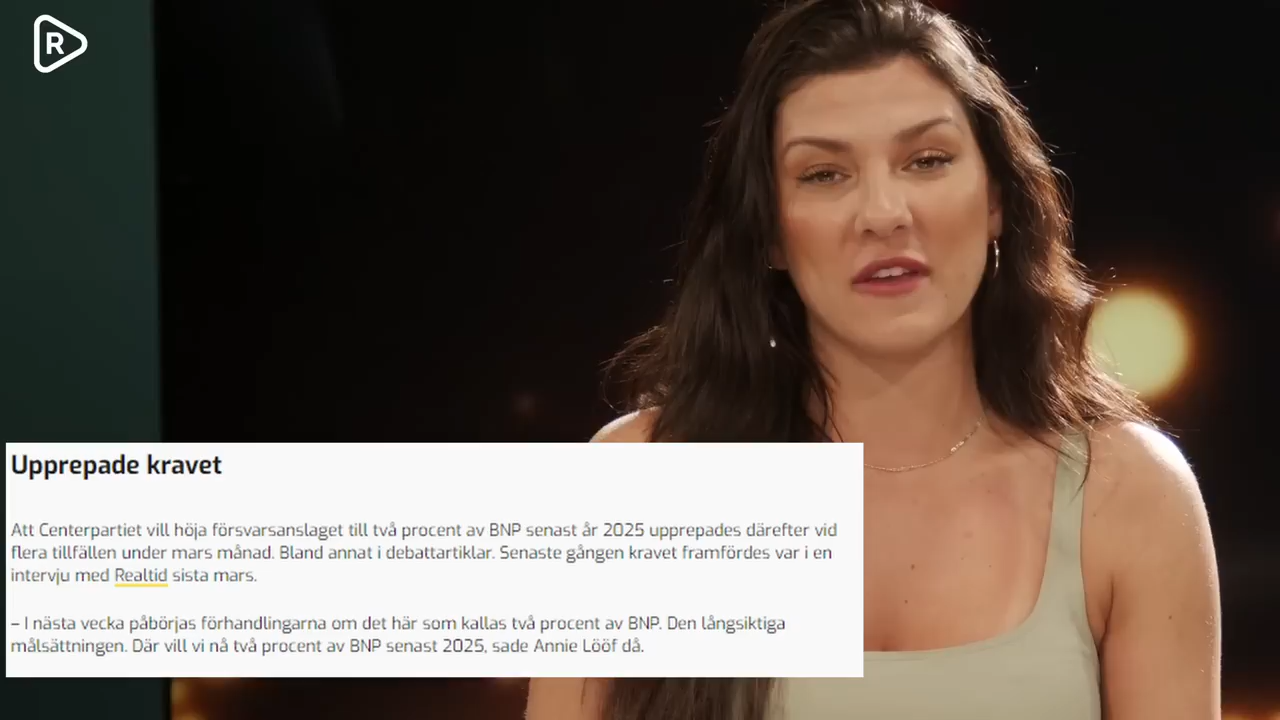 R
Upprepade kravet
Att Centerpartiet vill höja försvarsanslaget till två procent av BNP senast år 2025 upprepades därefter vid
flera tillfällen under mars månad. Bland annat i debattartiklar. Senaste gången kravet framfördes var i en
intervju med Realtid sista mars.
– I nästa vecka påbörjas förhandlingarna om det här som kallas två procent av BNP. Den långsiktiga
målsättningen. Där vill vi nå två procent av BNP senast 2025, sade Annie Lööf då.